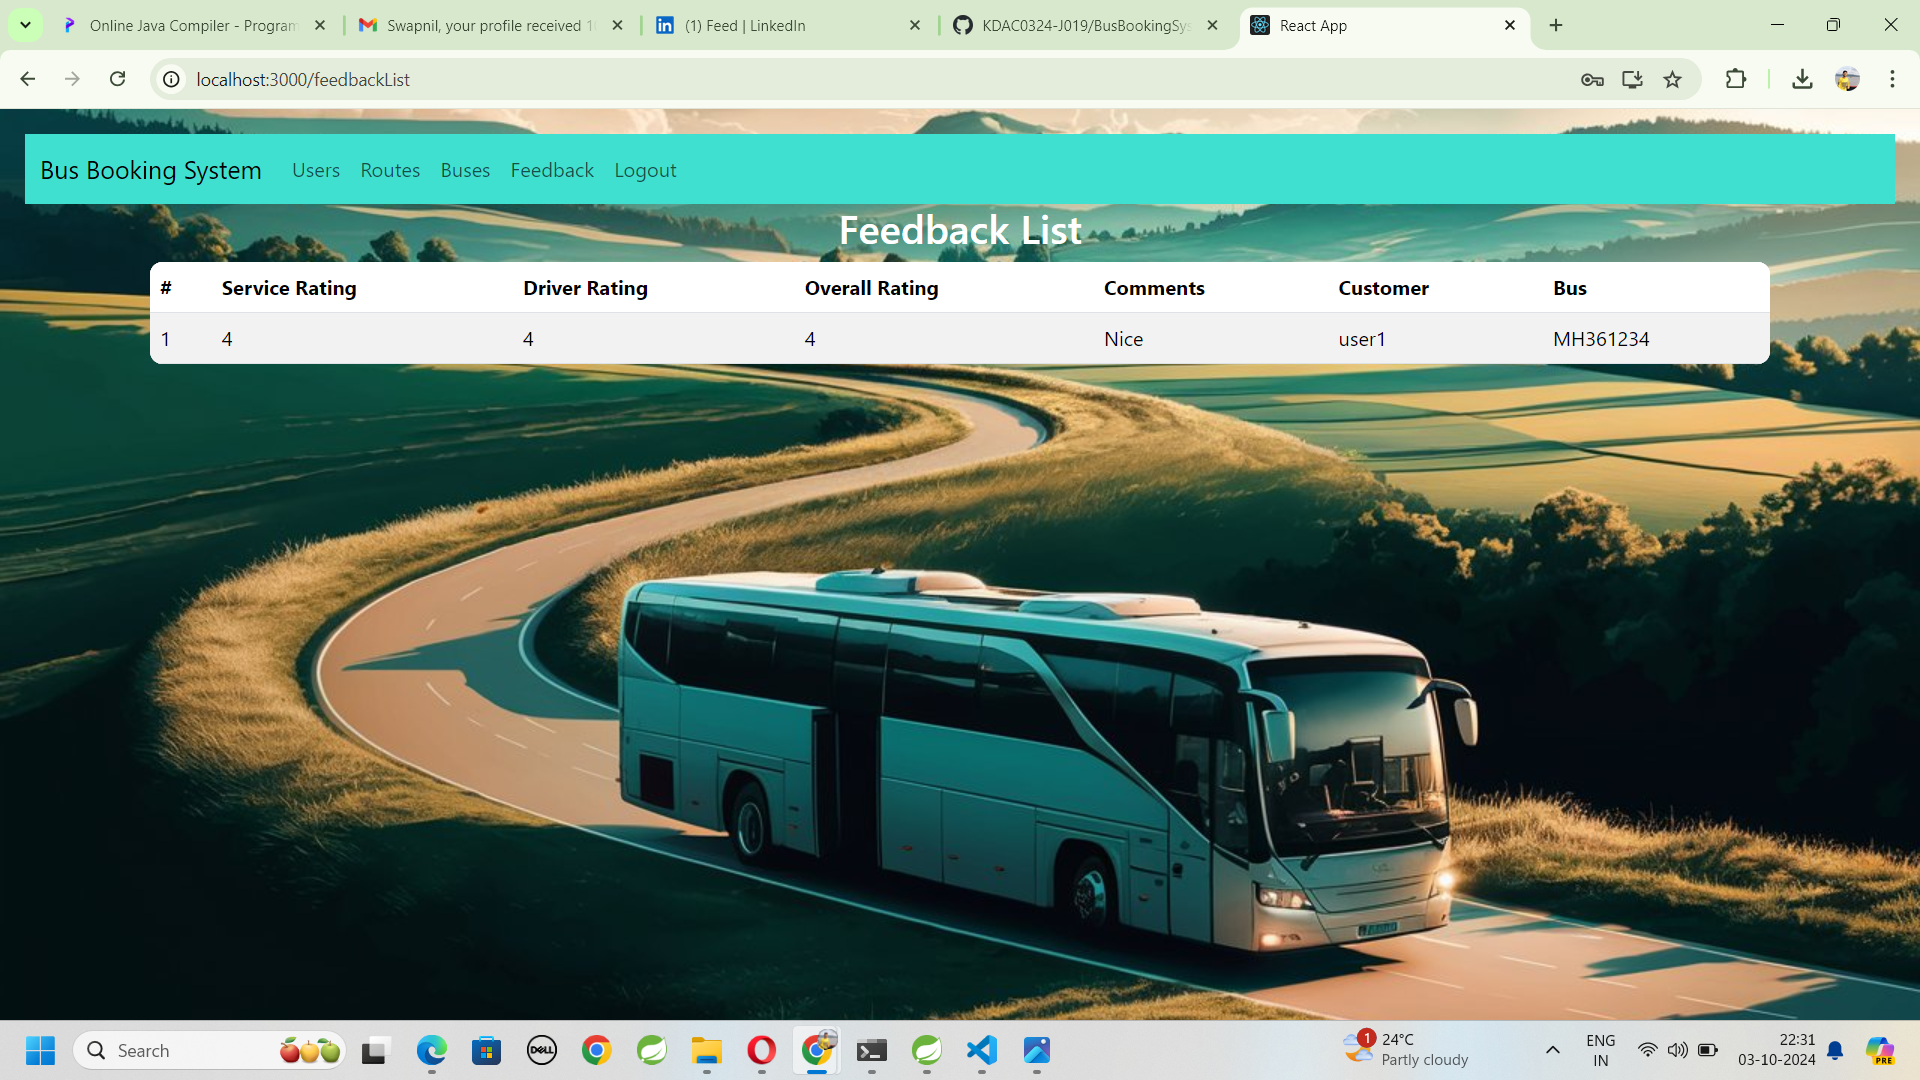 Online Java Compiler - Program
Swapnil, your profile received 1
(1) Feed | LinkedIn
KDAC0324-J019/BusBookingSys
React App
localhost:3000/feedbackList
Bus Booking System Users Routes Buses Feedback Logout
Feedback List
# Service Rating Driver Rating Overall Rating Comments Customer Bus
1 4 4 4 Nice user1 MH361234
Search
DELL
PRE
1
24°C
Partly cloudy
ENG
IN
22:31
03-10-2024